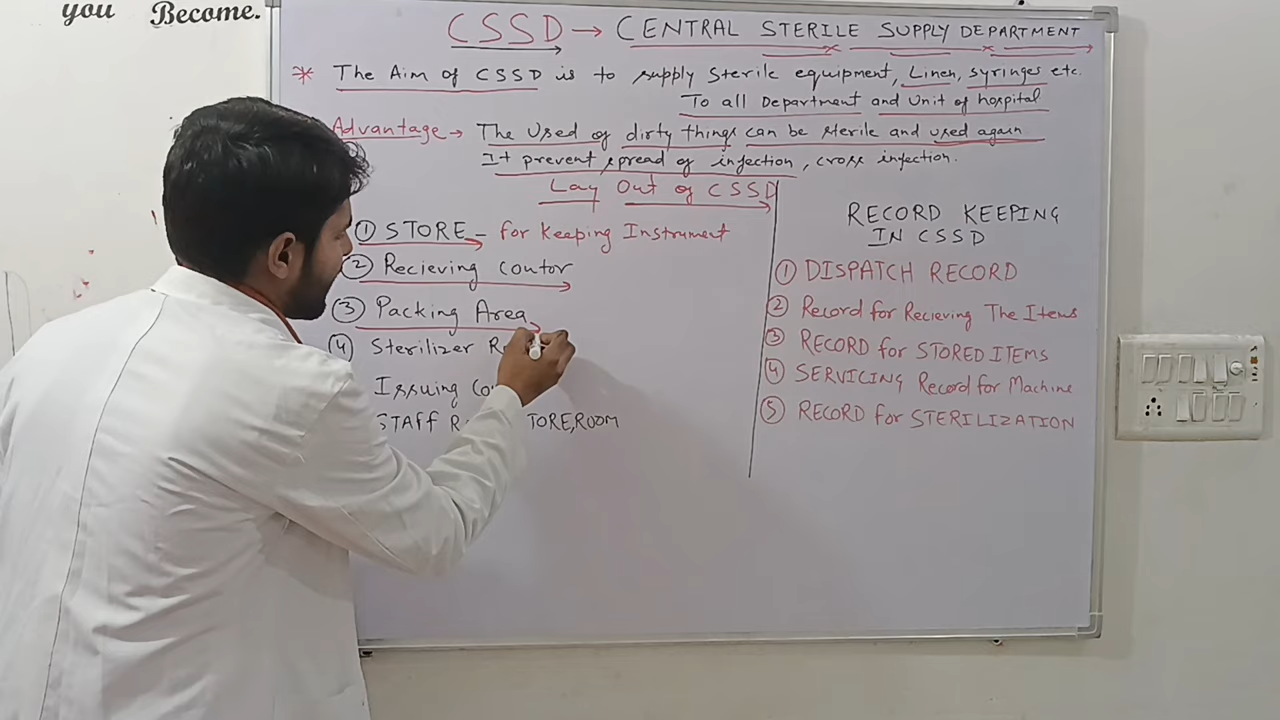 you Become.
CSSD → CENTRAL STERILE SUPPLY DEPARTMENT
* The Aim of CSSD is to supply Sterile equipment, Linen, syringes etc.
To all Department and Unit of hospital
Advantage → The Used of dirty things can be sterile and used again
It prevent spread of infection, cross infection.
Lay Out of CSSD
① STORE – for Keeping Instrument
② Recieving contor
③ Packing Area
④ Sterilizer
Issuing
STAFF ROOM
RECORD KEEPING
IN CSSD
① DISPATCH RECORD
② Record for Recieving The Items
③ RECORD for STORED ITEMS
④ SERVICING Record for Machine
⑤ RECORD for STERILIZATION